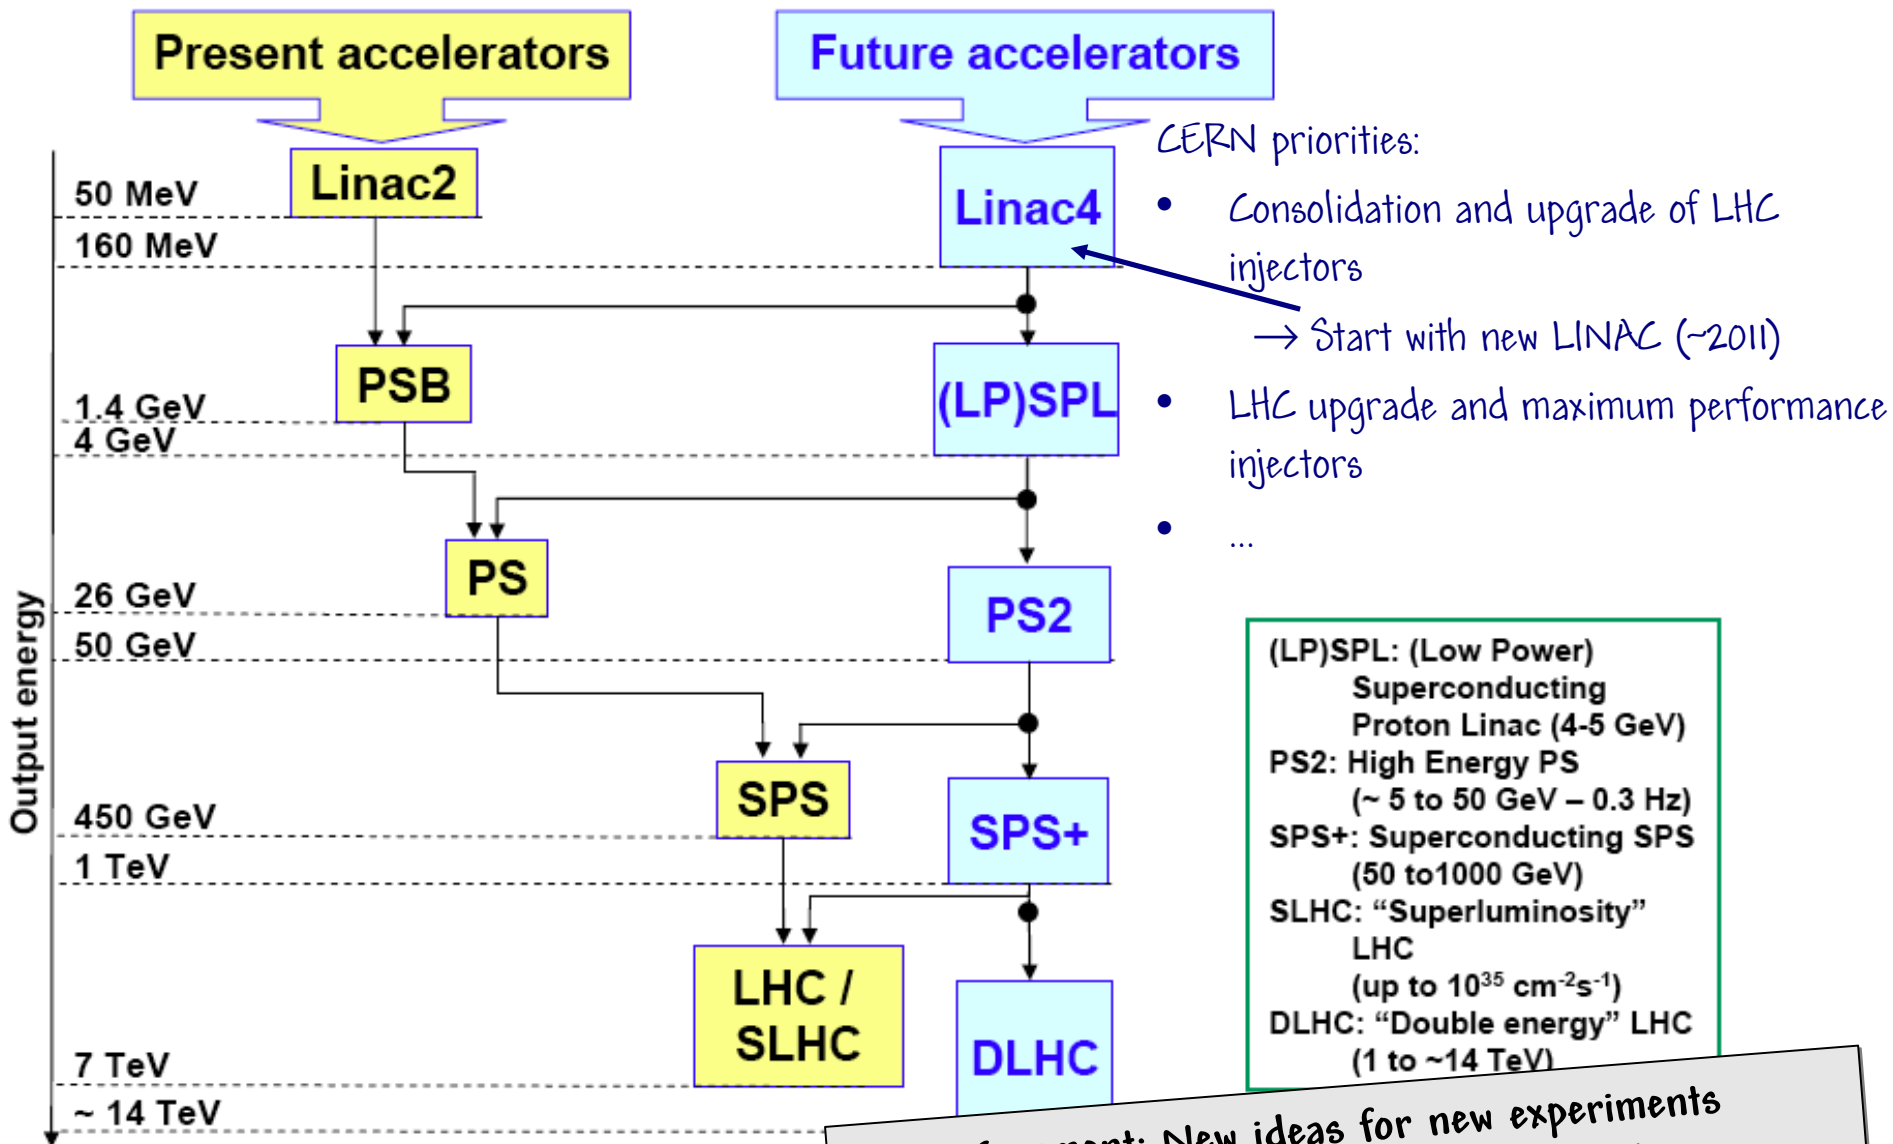 Present accelerators
Future accelerators
Output energy
50 MeV
160 MeV
1.4 GeV
4 GeV
26 GeV
50 GeV
450 GeV
1 TeV
7 TeV
~ 14 TeV
Linac2
PSB
PS
SPS
LHC /
SLHC
Linac4
(LP)SPL
PS2
SPS+
DLHC
CERN priorities:
• Consolidation and upgrade of LHC
injectors
→ Start with new LINAC (~2011)
• LHC upgrade and maximum performance
injectors
• ...
(LP)SPL: (Low Power)
Superconducting
Proton Linac (4-5 GeV)
PS2: High Energy PS
(~ 5 to 50 GeV – 0.3 Hz)
SPS+: Superconducting SPS
(50 to1000 GeV)
SLHC: “Superluminosity”
LHC
(up to 10³⁵ cm⁻²s⁻¹)
DLHC: “Double energy” LHC
(1 to ~14 TeV)
New ideas for new experiments